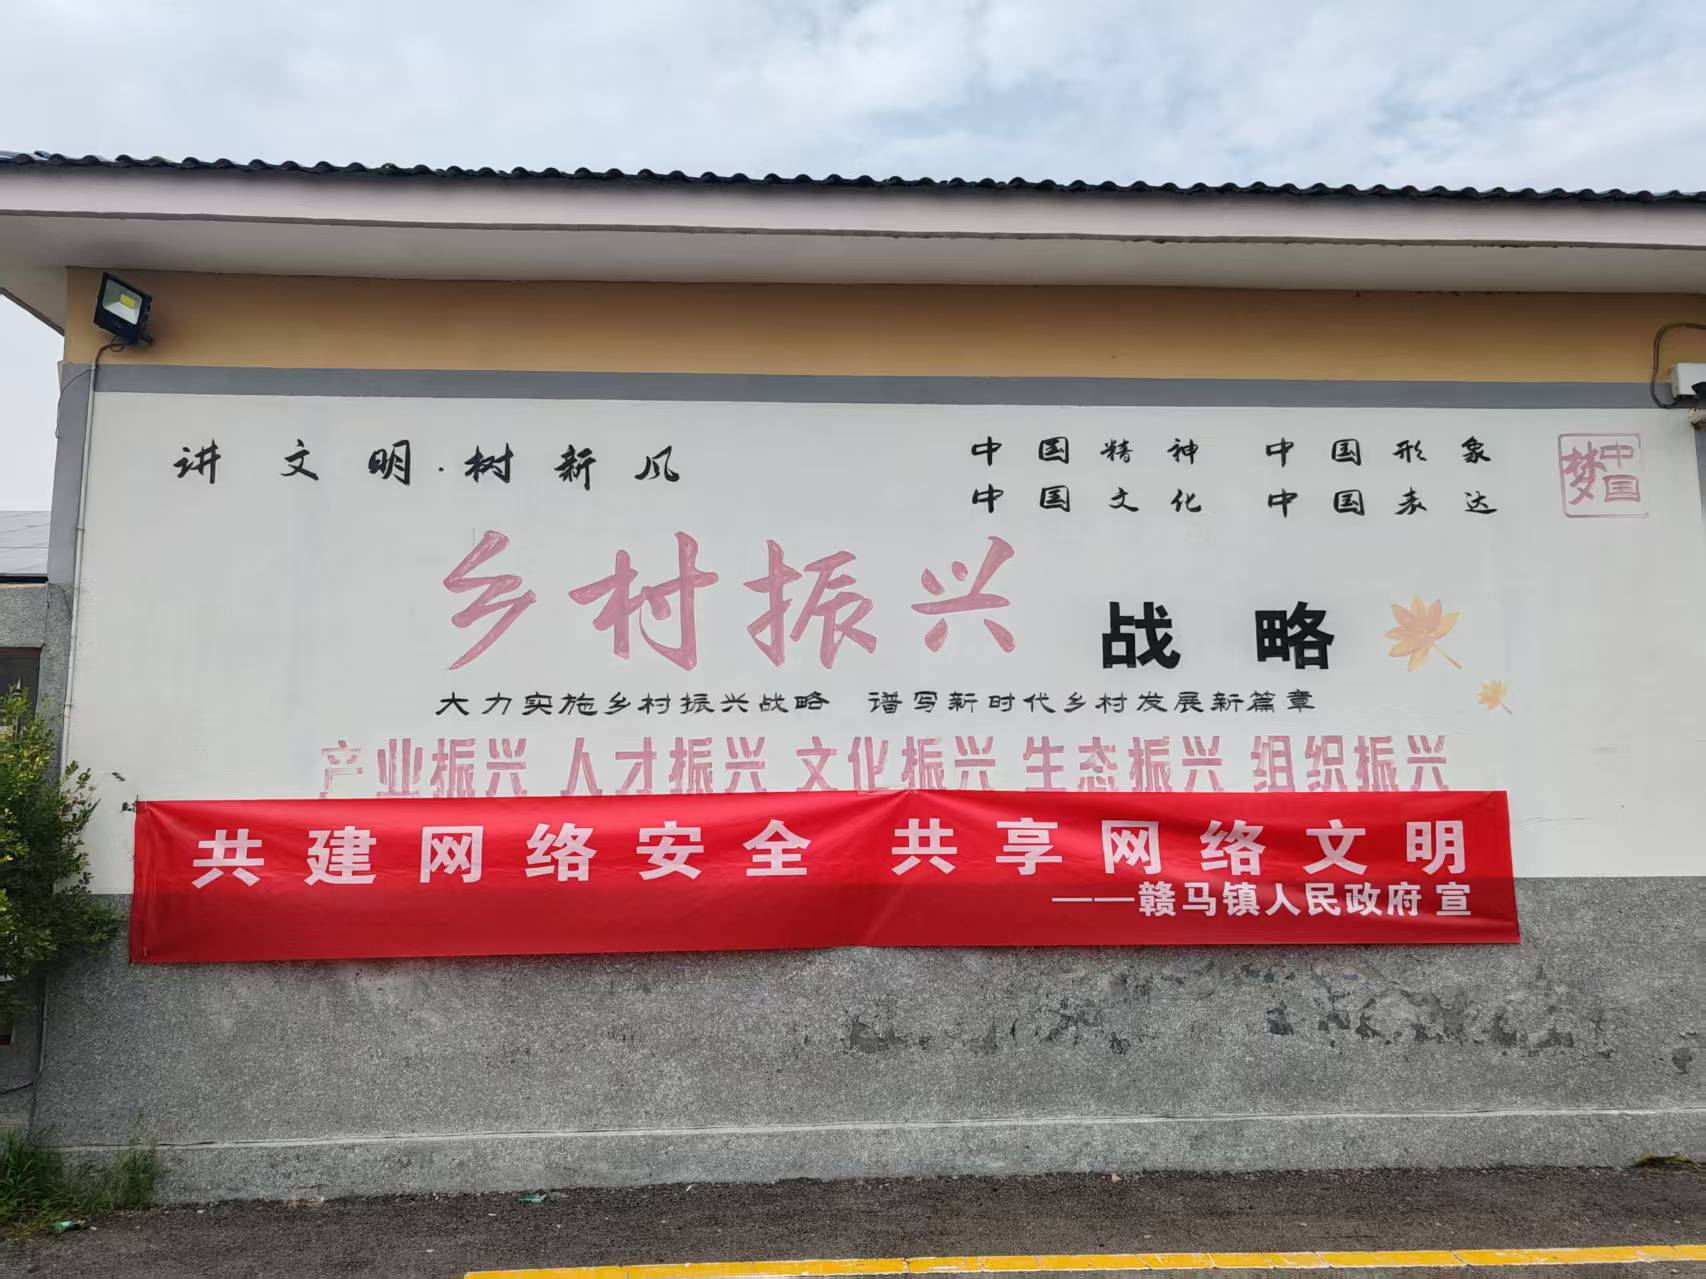 讲文明·树新风
中国精神 中国形象
中国文化 中国表达
中国梦
乡村振兴战略
大力实施乡村振兴战略 谱写新时代乡村发展新篇章
产业振兴 人才振兴 文化振兴 生态振兴 组织振兴
共建网络安全 共享网络文明
——赣马镇人民政府 宣